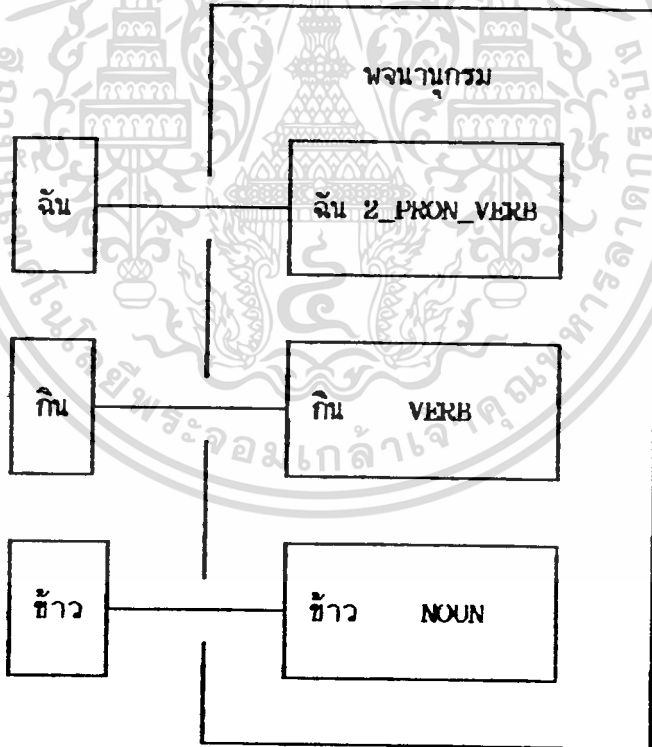 พจนานุกรม
ฉัน ฉัน 2_PRON_VERB
กิน กิน VERB
ข้าว ข้าว NOUN